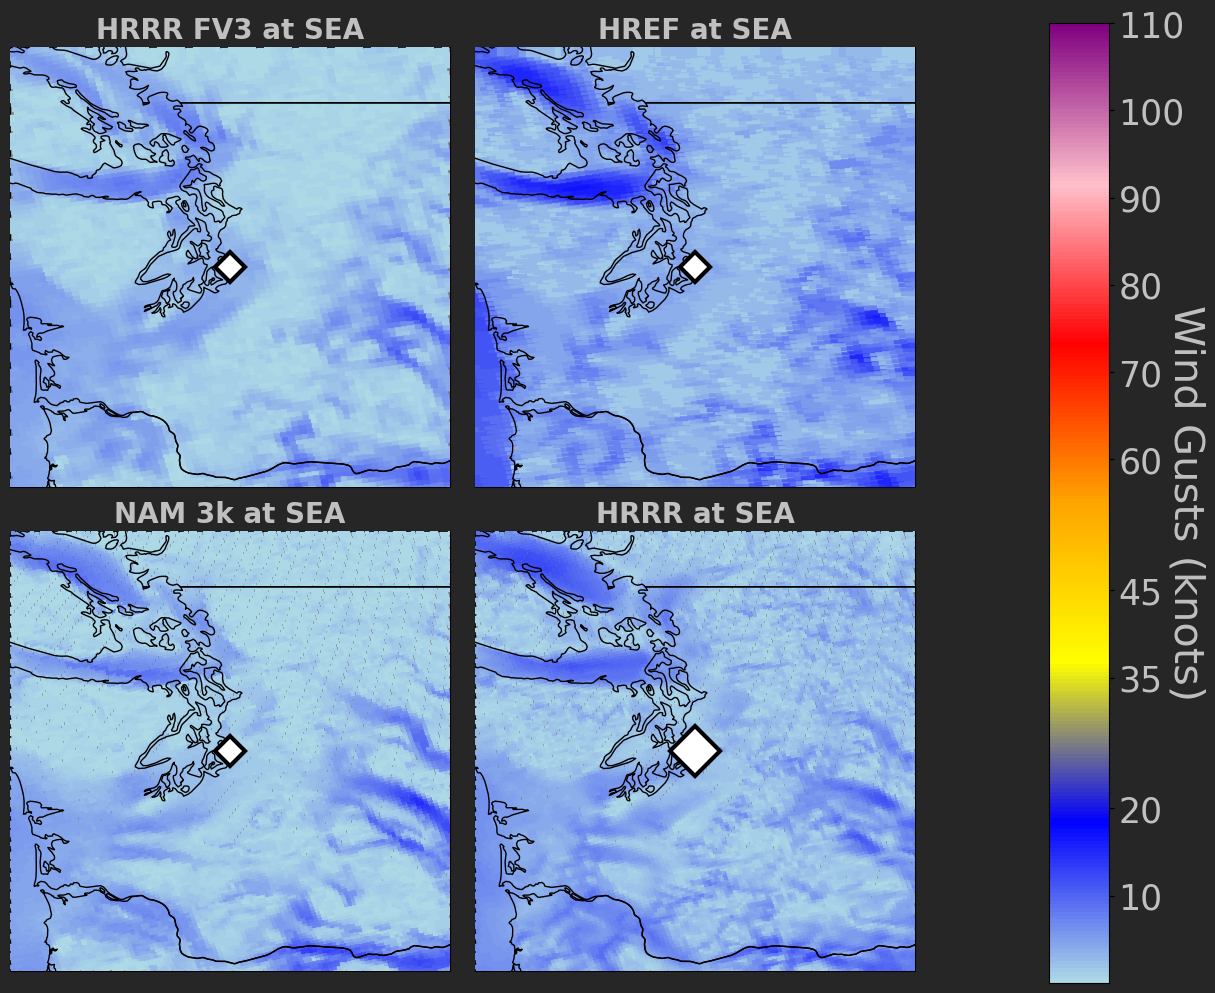 HRRR FV3 at SEA
HREF at SEA
NAM 3k at SEA
HRRR at SEA
110
100
90
80
70
60
45
35
20
10
Wind Gusts (knots)